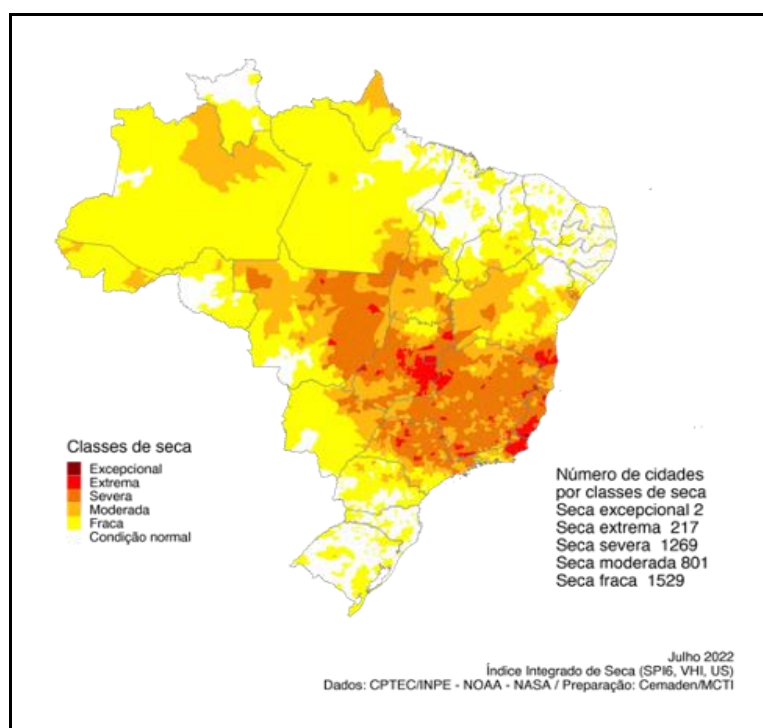 Classes de seca
Excepcional
Extrema
Severa
Moderada
Fraca
Condição normal
Número de cidades
por classes de seca
Seca excepcional 2
Seca extrema 217
Seca severa 1269
Seca moderada 801
Seca fraca 1529
Julho 2022
Índice Integrado de Seca (SPI6, VHI, US)
Dados: CPTEC/INPE - NOAA - NASA / Preparação: Cemaden/MCTI